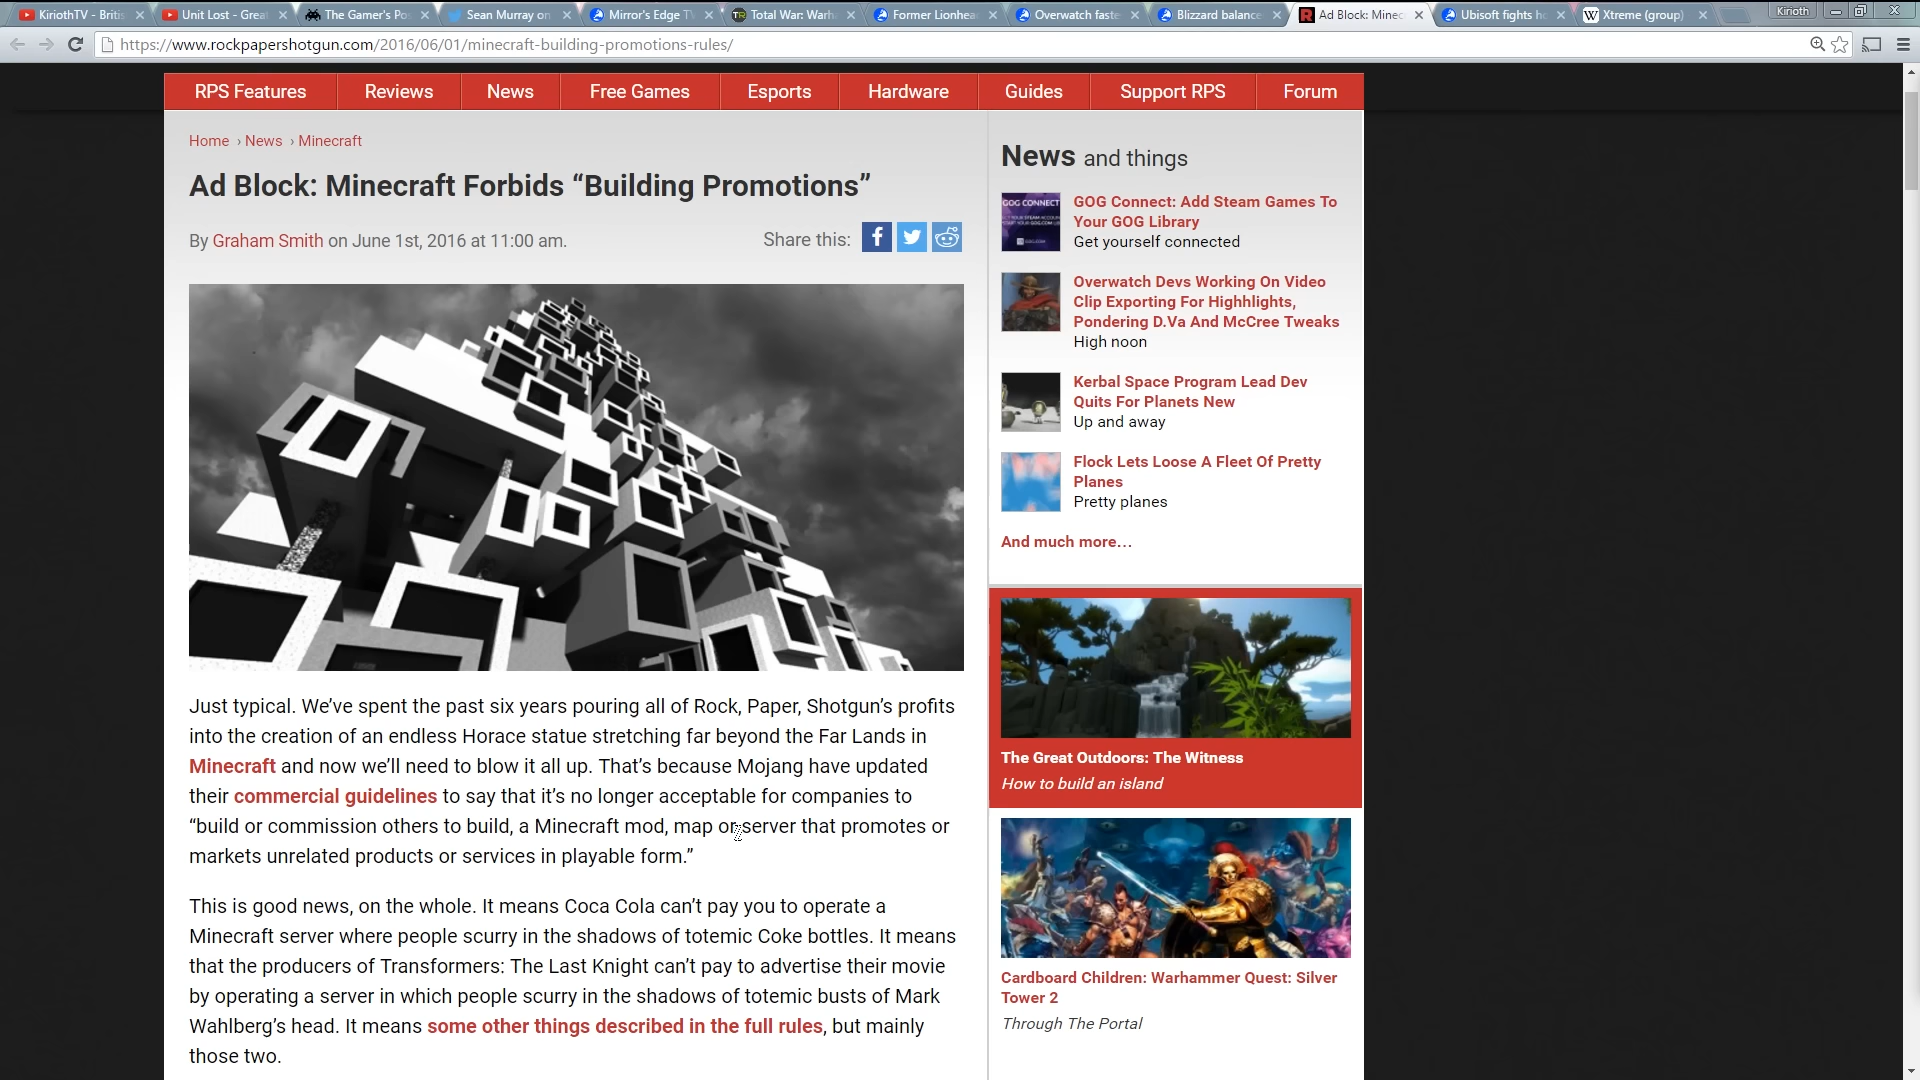 KiriothTV - Britis
Unit Lost - Great
The Gamer's Po
Sean Murray on
Mirror's Edge T
Total War: Warh
Former Lionhea
Overwatch faste
Blizzard balance
Ad Block: Minec
Ubisoft fights h
Xtreme (group)
Kirioth
https://www.rockpapershotgun.com/2016/06/01/minecraft-building-promotions-rules/
RPS Features Reviews News Free Games Esports Hardware Guides Support RPS Forum
Home › News › Minecraft
Ad Block: Minecraft Forbids “Building Promotions”
By Graham Smith on June 1st, 2016 at 11:00 am.
Share this:
Just typical. We’ve spent the past six years pouring all of Rock, Paper, Shotgun’s profits
into the creation of an endless Horace statue stretching far beyond the Far Lands in
Minecraft and now we’ll need to blow it all up. That’s because Mojang have updated
their commercial guidelines to say that it’s no longer acceptable for companies to
“build or commission others to build, a Minecraft mod, map or server that promotes or
markets unrelated products or services in playable form.”
This is good news, on the whole. It means Coca Cola can’t pay you to operate a
Minecraft server where people scurry in the shadows of totemic Coke bottles. It means
that the producers of Transformers: The Last Knight can’t pay to advertise their movie
by operating a server in which people scurry in the shadows of totemic busts of Mark
Wahlberg’s head. It means some other things described in the full rules, but mainly
those two.
News and things
GOG CONNECT
GOG Connect: Add Steam Games To
Your GOG Library
Get yourself connected
Overwatch Devs Working On Video
Clip Exporting For Highhlights,
Pondering D.Va And McCree Tweaks
High noon
Kerbal Space Program Lead Dev
Quits For Planets New
Up and away
Flock Lets Loose A Fleet Of Pretty
Planes
Pretty planes
And much more…
The Great Outdoors: The Witness
How to build an island
Cardboard Children: Warhammer Quest: Silver
Tower 2
Through The Portal